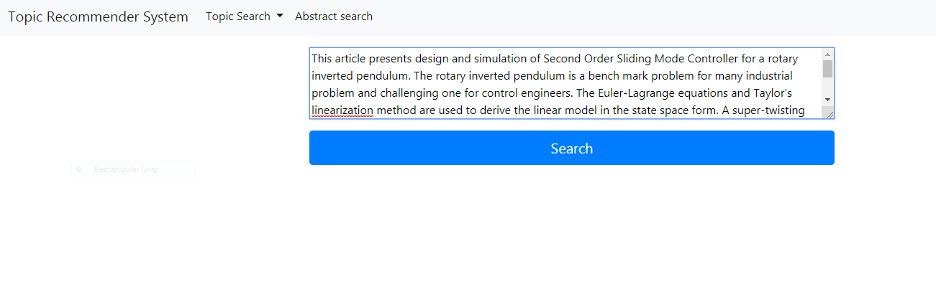 Topic Recommender System Topic Search Abstract search
This article presents design and simulation of Second Order Sliding Mode Controller for a rotary
inverted pendulum. The rotary inverted pendulum is a bench mark problem for many industrial
problem and challenging one for control engineers. The Euler-Lagrange equations and Taylor's
linearization method are used to derive the linear model in the state space form. A super-twisting
Search
Rectangular Snip